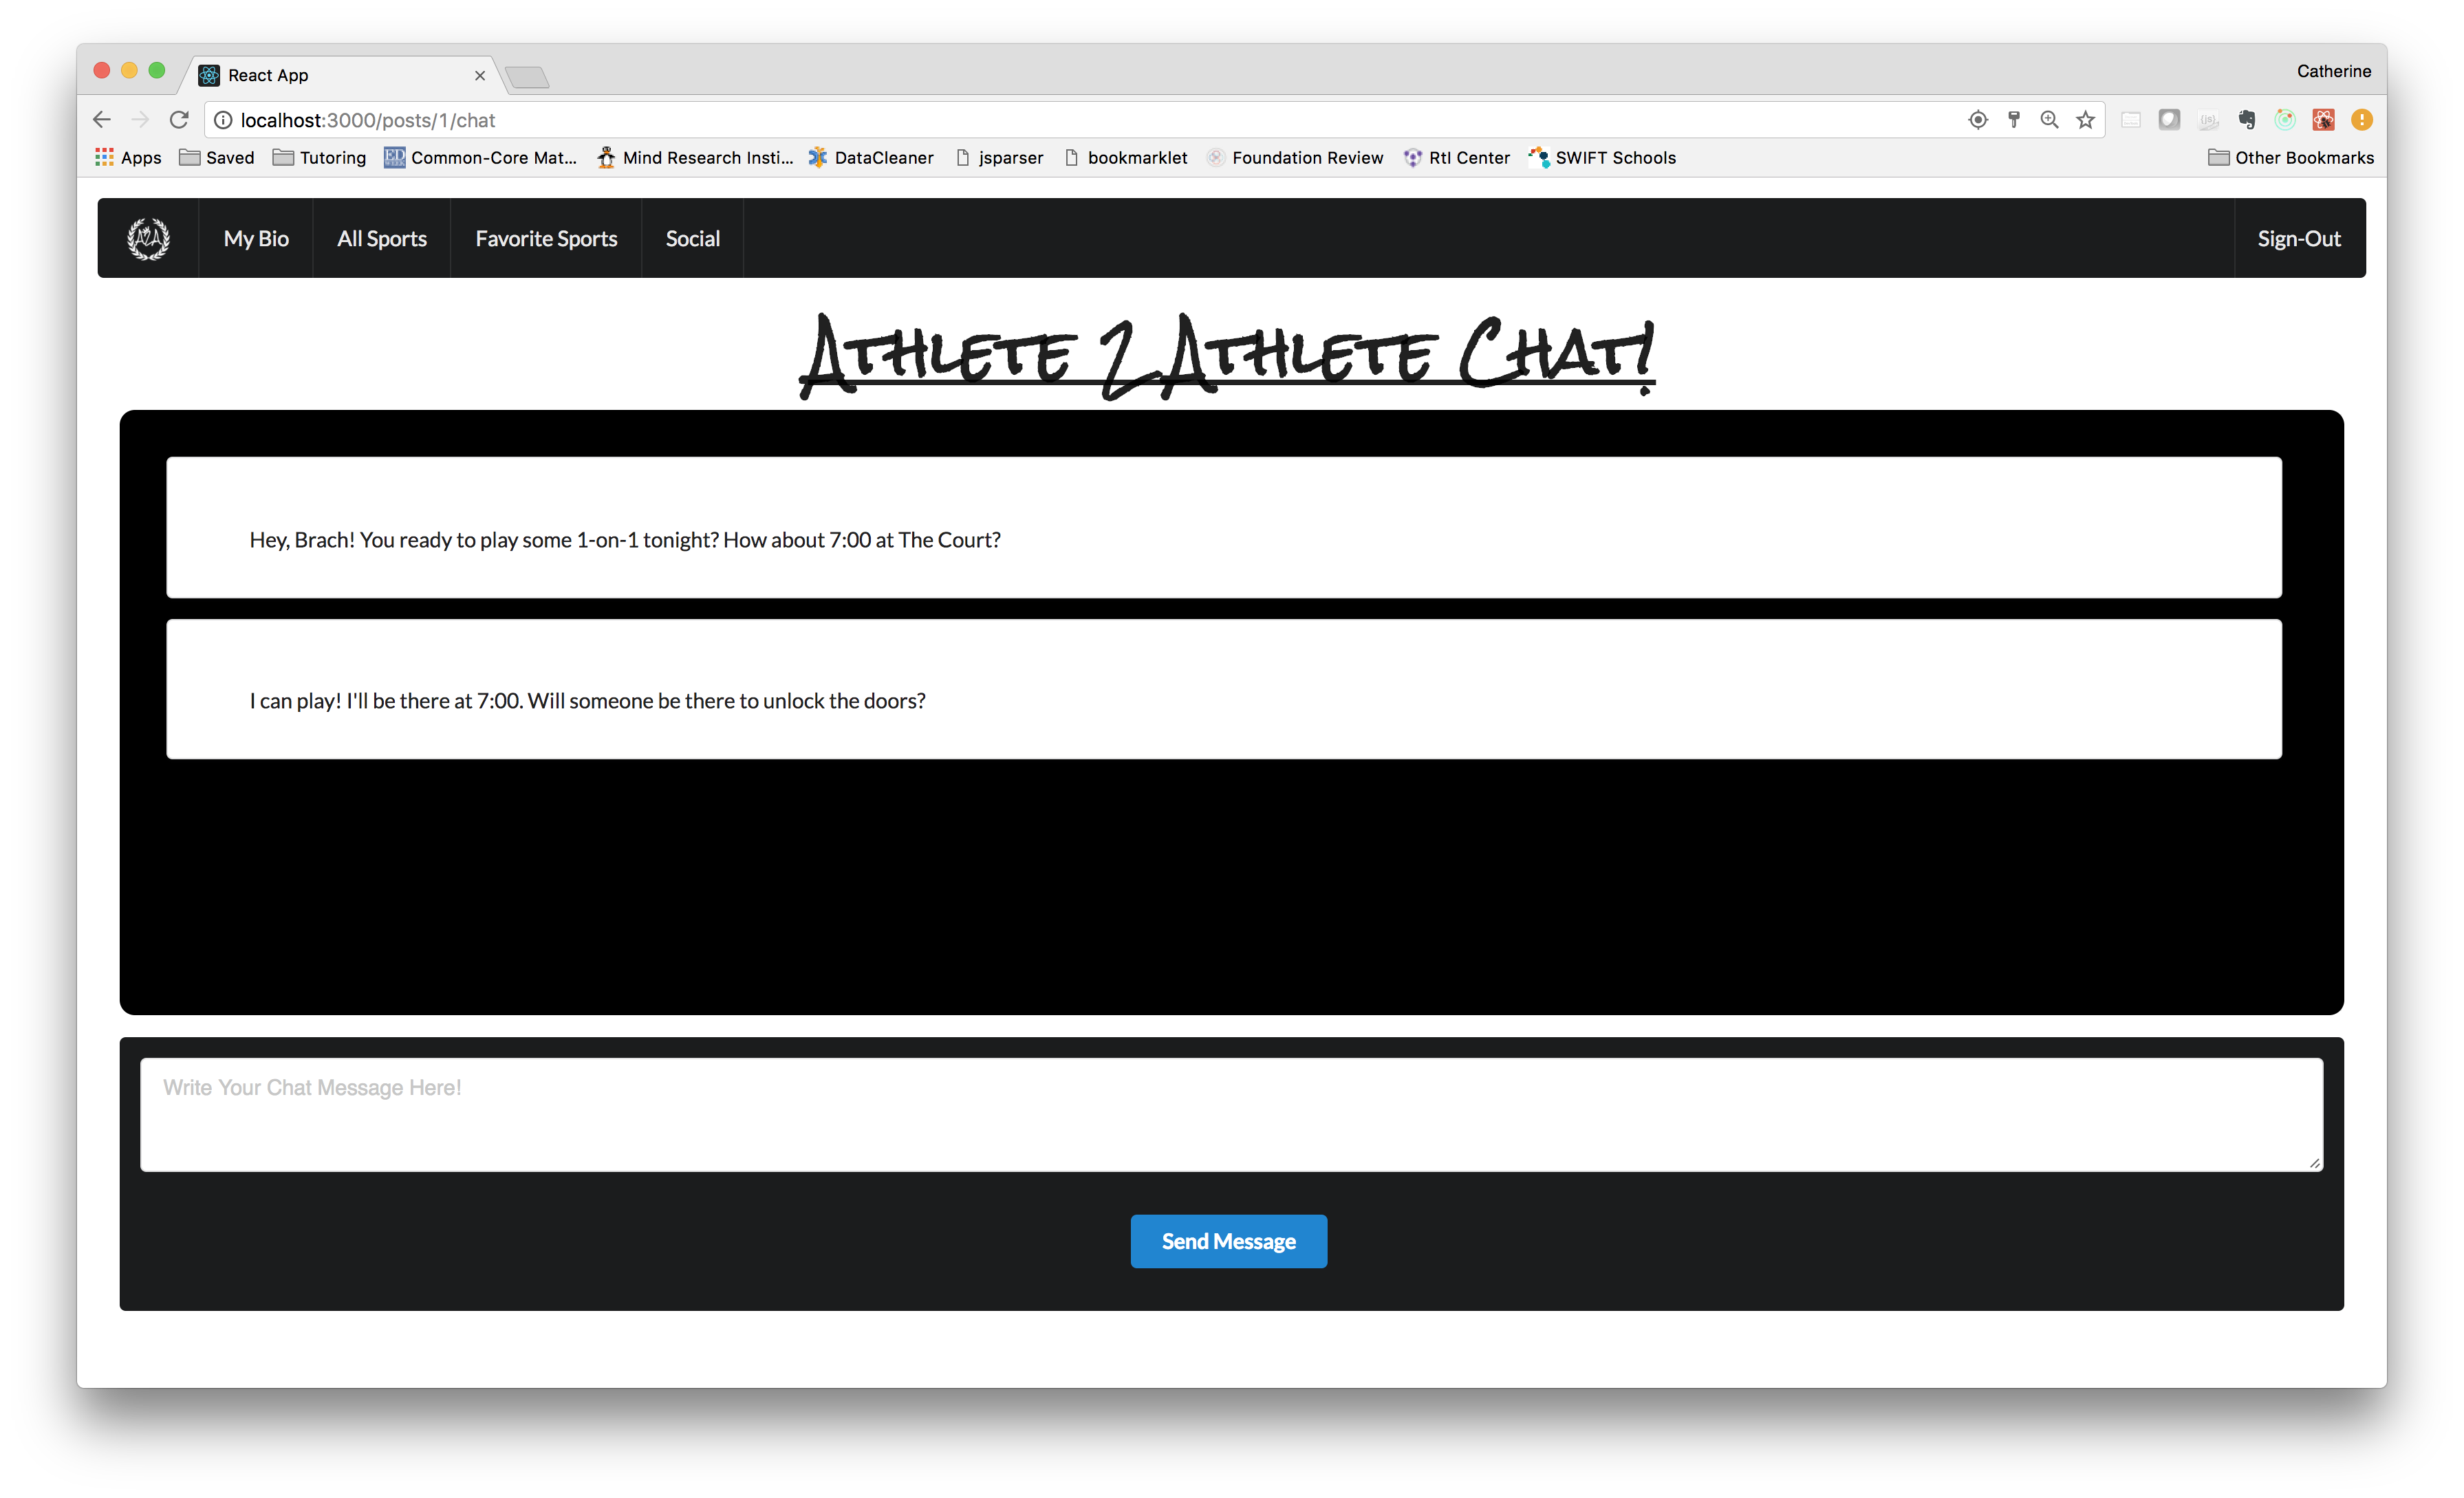 React App
Catherine
localhost:3000/posts/1/chat
Apps Saved Tutoring Common-Core Mat... Mind Research Insti... DataCleaner jsparser bookmarklet Foundation Review RtI Center SWIFT Schools Other Bookmarks
A2A My Bio All Sports Favorite Sports Social Sign-Out
Athlete 2 Athlete Chat!
Hey, Brach! You ready to play some 1-on-1 tonight? How about 7:00 at The Court?
I can play! I'll be there at 7:00. Will someone be there to unlock the doors?
Write Your Chat Message Here!
Send Message